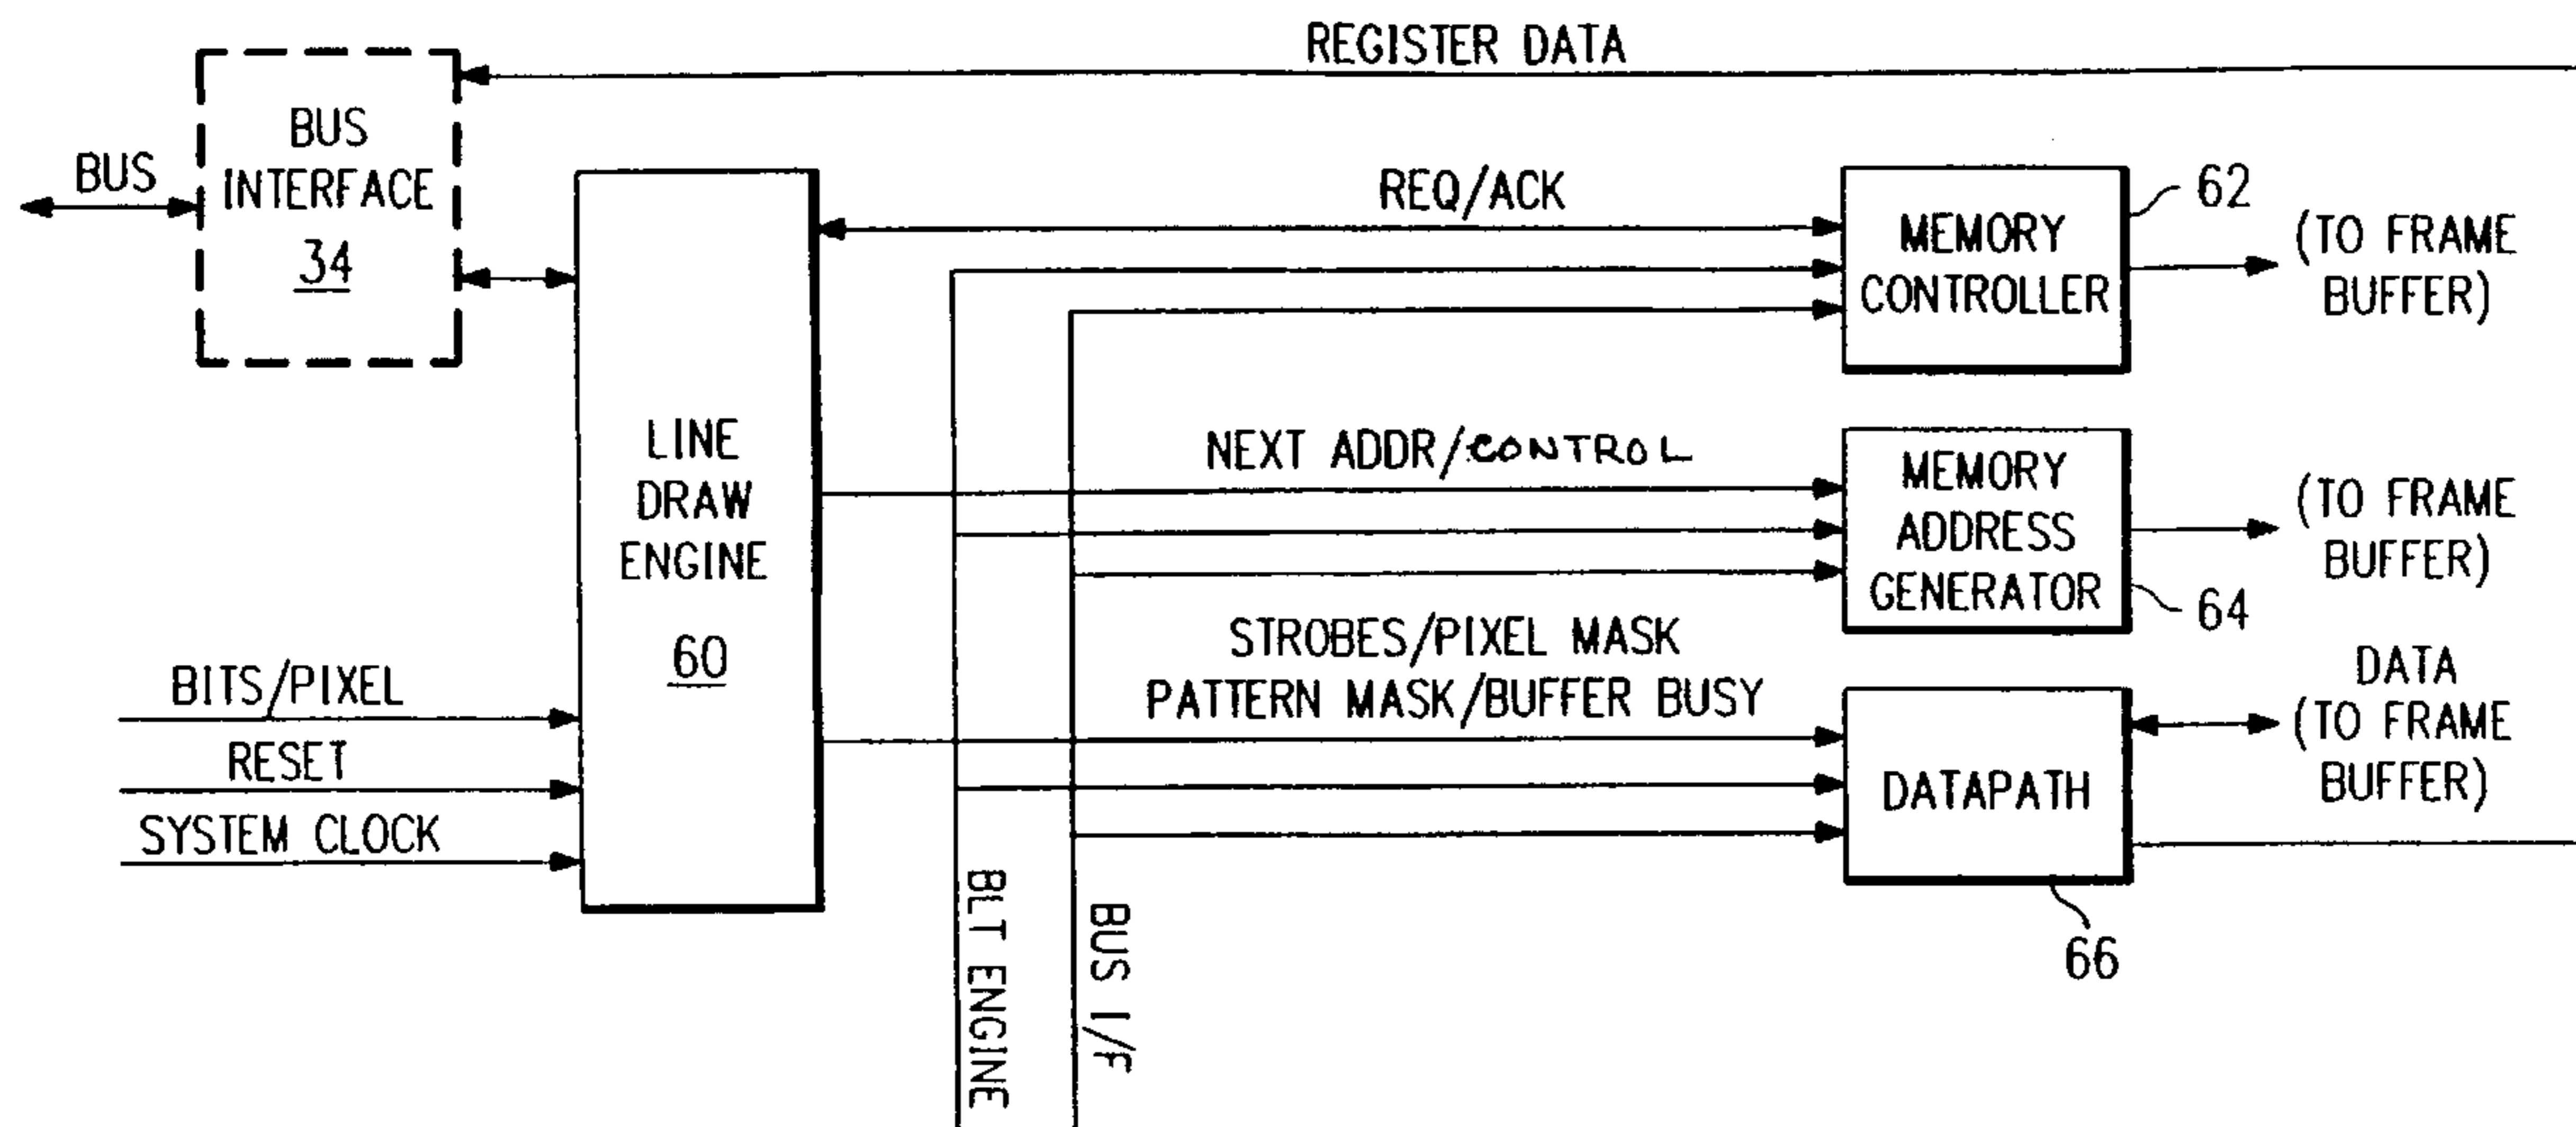 REGISTER DATA
BUS
BUS
INTERFACE
34
LINE
DRAW
ENGINE
60
BITS/PIXEL
RESET
SYSTEM CLOCK
REQ/ACK
NEXT ADDR/CONTROL
STROBES/PIXEL MASK
PATTERN MASK/BUFFER BUSY
BLT ENGINE
BUS I/F
MEMORY
CONTROLLER
62
(TO FRAME
BUFFER)
MEMORY
ADDRESS
GENERATOR
64
(TO FRAME
BUFFER)
DATAPATH
66
DATA
(TO FRAME
BUFFER)